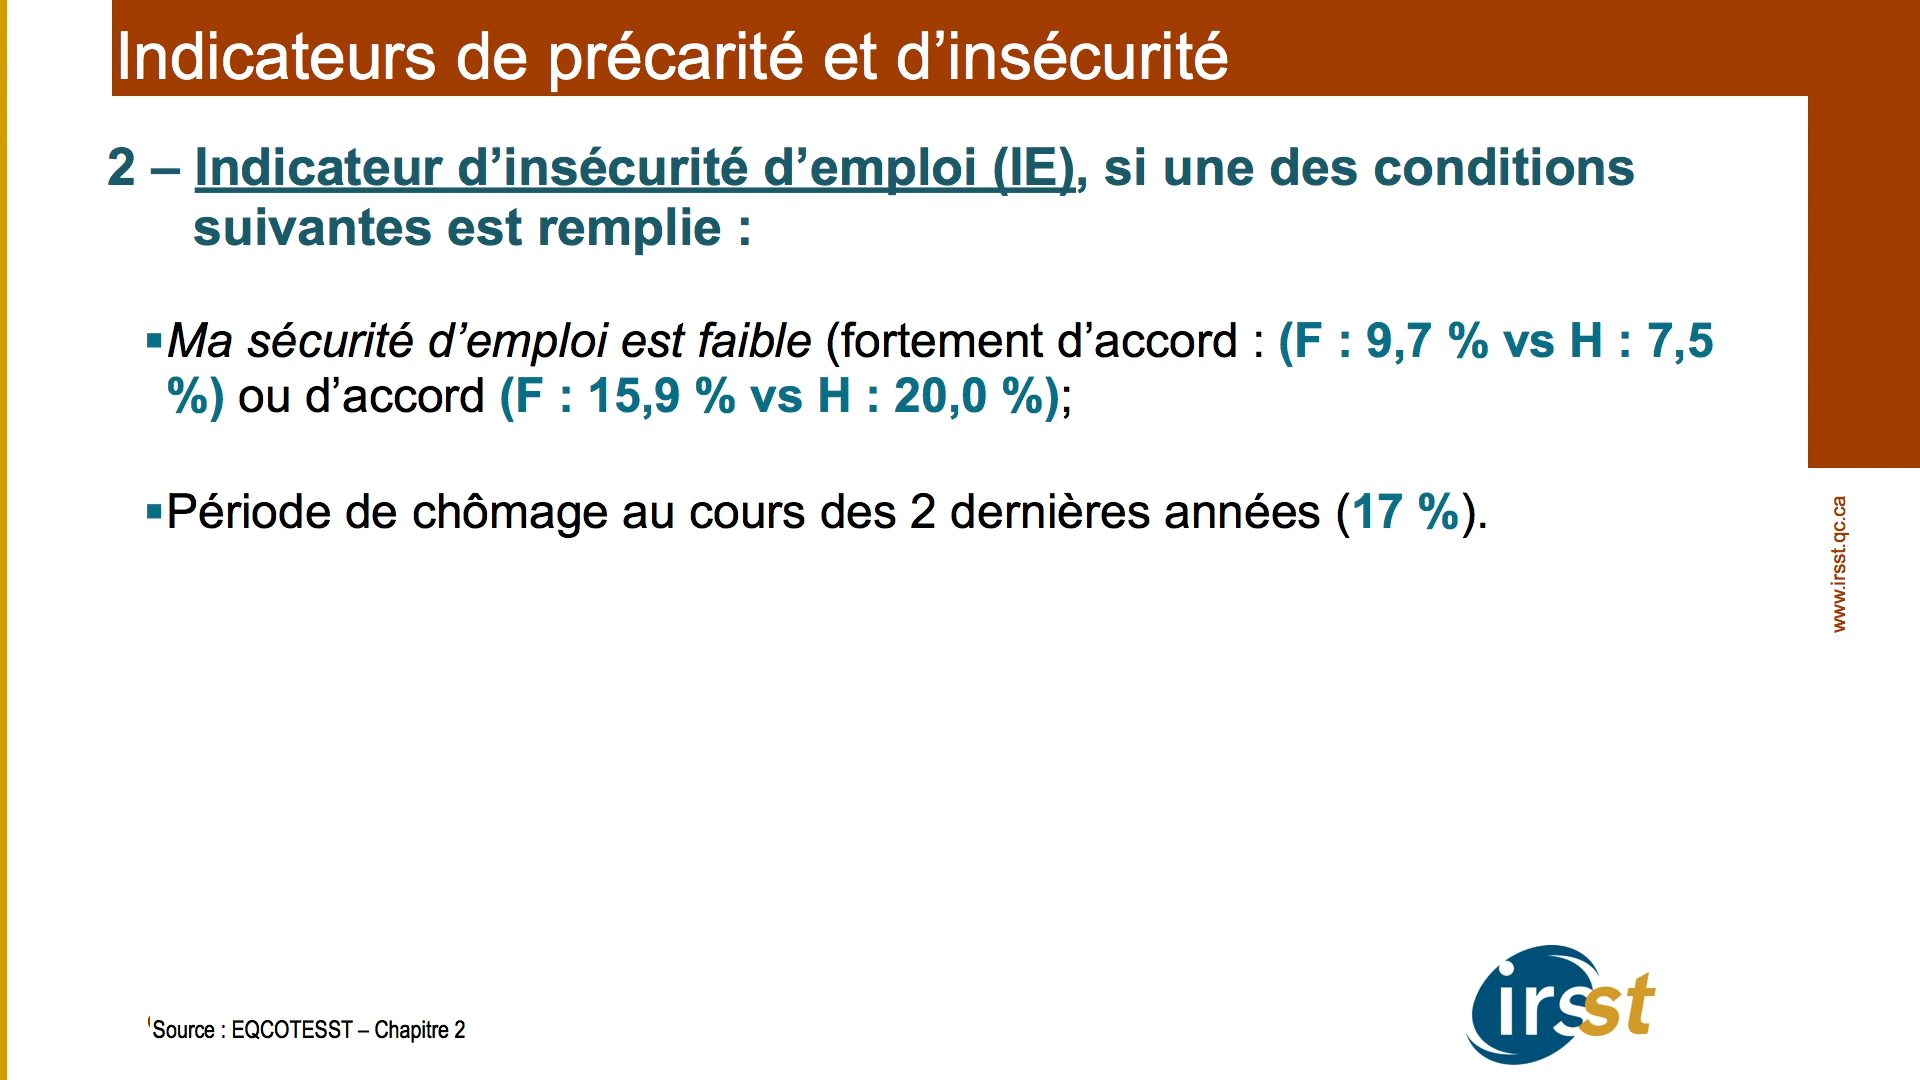 Indicateurs de précarité et d’insécurité
2 – Indicateur d’insécurité d’emploi (IE), si une des conditions
suivantes est remplie :
▪Ma sécurité d’emploi est faible (fortement d’accord : (F : 9,7 % vs H : 7,5
%) ou d’accord (F : 15,9 % vs H : 20,0 %);
▪Période de chômage au cours des 2 dernières années (17 %).
www.irsst.qc.ca
Source : EQCOTESST – Chapitre 2
irsst